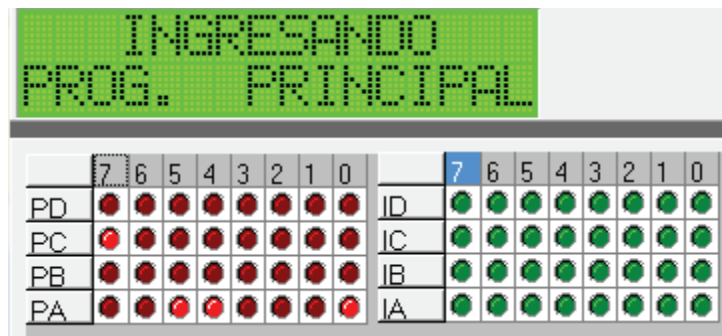 INGRESANDO
PROG. PRINCIPAL
7 6 5 4 3 2 1 0
PD
PC
PB
PA
7 6 5 4 3 2 1 0
ID
IC
IB
IA